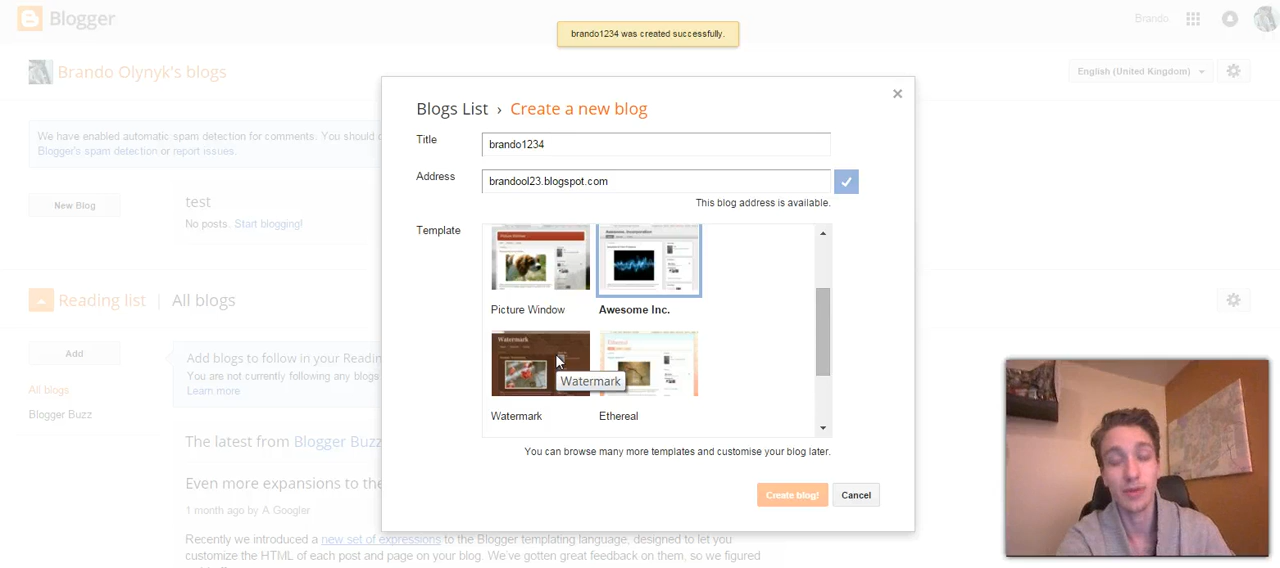 Blogger
Brando
brando1234 was created successfully.
Brando Olynyk's blogs
English (United Kingdom)
We have enabled automatic spam detection for comments. You should
Blogger's spam detection or report issues.
New Blog
test
No posts. Start blogging!
Reading list | All blogs
Add
Add blogs to follow in your Reading
You are not currently following any blogs
Learn more
All blogs
Blogger Buzz
The latest from Blogger Buzz
Even more expansions to the
1 month ago by A Googler
Recently we introduced a new set of expressions to the Blogger templating language, designed to let you
customize the HTML of each post and page on your blog. We've gotten great feedback on them, so we figured
Blogs List › Create a new blog
Title
brando1234
Address
brandool23.blogspot.com
This blog address is available.
Template
Picture Window
Awesome Inc.
Watermark
Ethereal
Watermark
Watermark
Ethereal
You can browse many more templates and customise your blog later.
Create blog!
Cancel